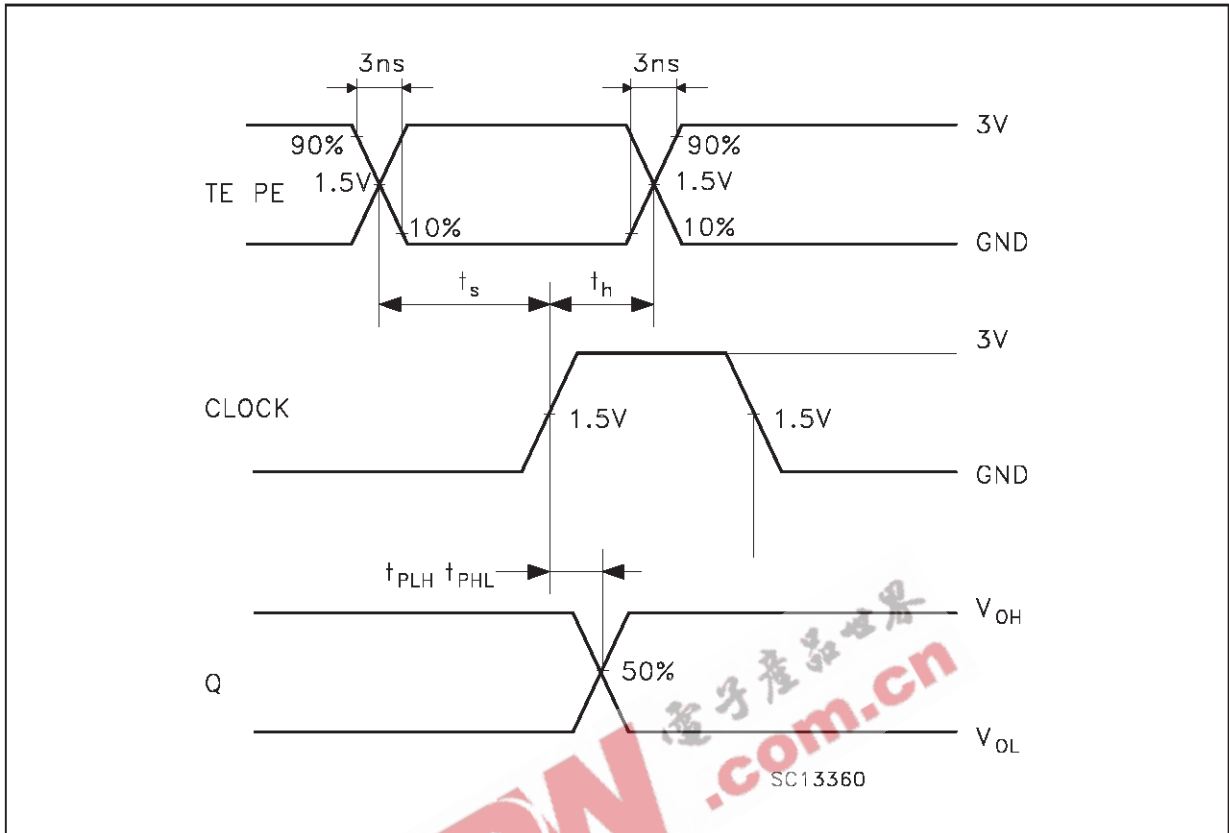 3ns 3ns
90% 90% 3V
TE PE 1.5V 1.5V
10% 10%
GND
ts th
3V
CLOCK 1.5V 1.5V
GND
tPLH tPHL
VOH
Q 50%
VOL
電子產品世界
.com.cn
SC13360